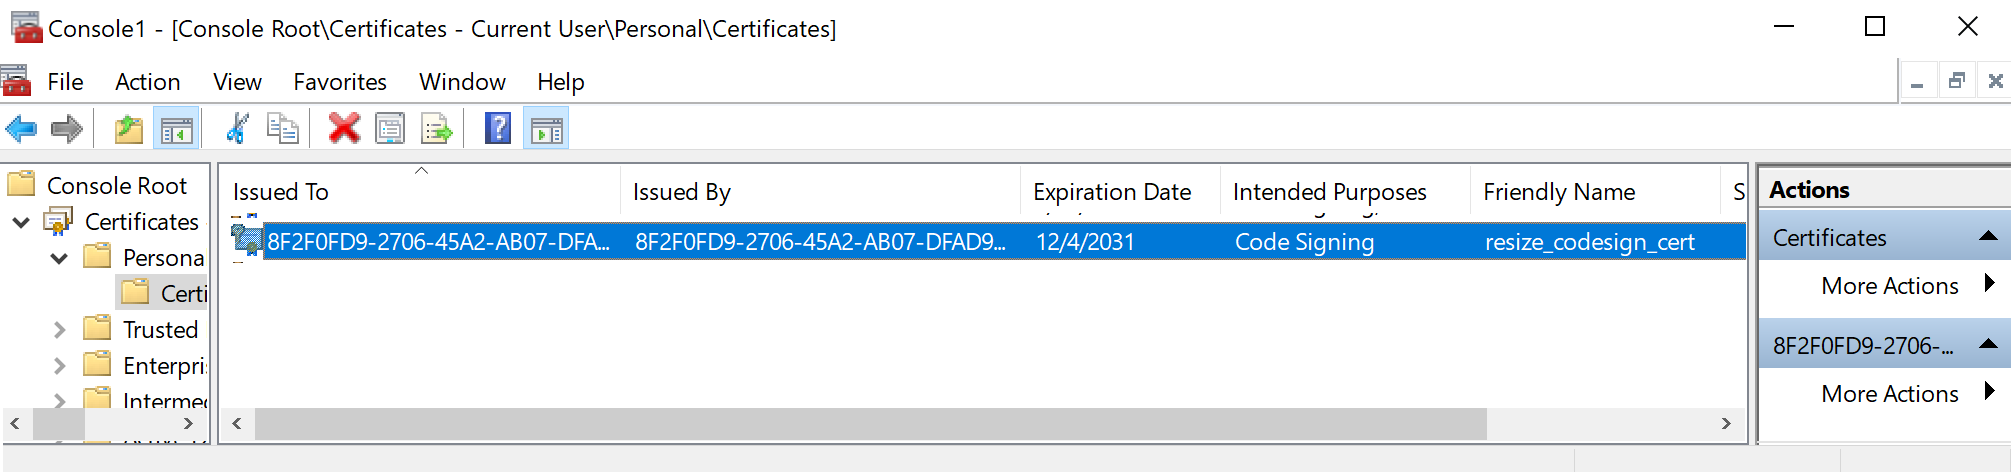 Console1 - [Console Root\Certificates - Current User\Personal\Certificates]
File Action View Favorites Window Help
Console Root
Certificates
Persona
Certi
Trusted
Enterpri
Intermed
Issued To Issued By Expiration Date Intended Purposes Friendly Name S
8F2F0FD9-2706-45A2-AB07-DFA... 8F2F0FD9-2706-45A2-AB07-DFAD9... 12/4/2031 Code Signing resize_codesign_cert
Actions
Certificates
More Actions
8F2F0FD9-2706-...
More Actions